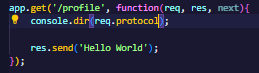 app.get('/profile', function(req, res, next){
    console.dir(req.protocol);
    res.send('Hello World');
});